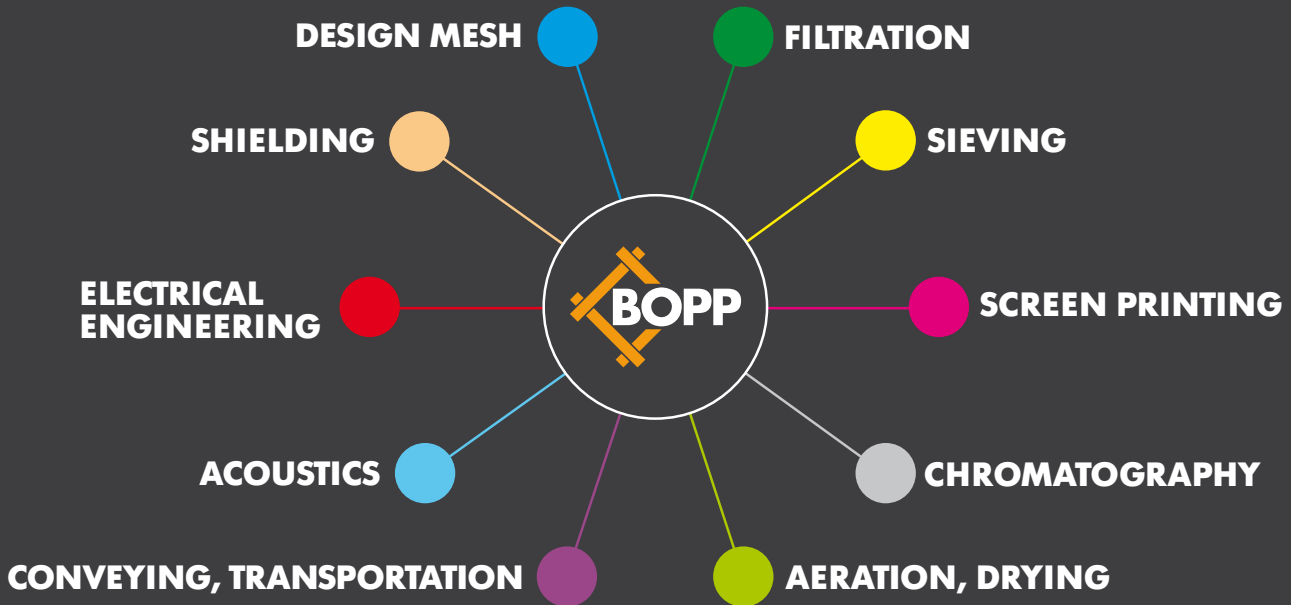 DESIGN MESH
FILTRATION
SHIELDING
SIEVING
ELECTRICAL
ENGINEERING
BOPP
SCREEN PRINTING
ACOUSTICS
CHROMATOGRAPHY
CONVEYING, TRANSPORTATION
AERATION, DRYING